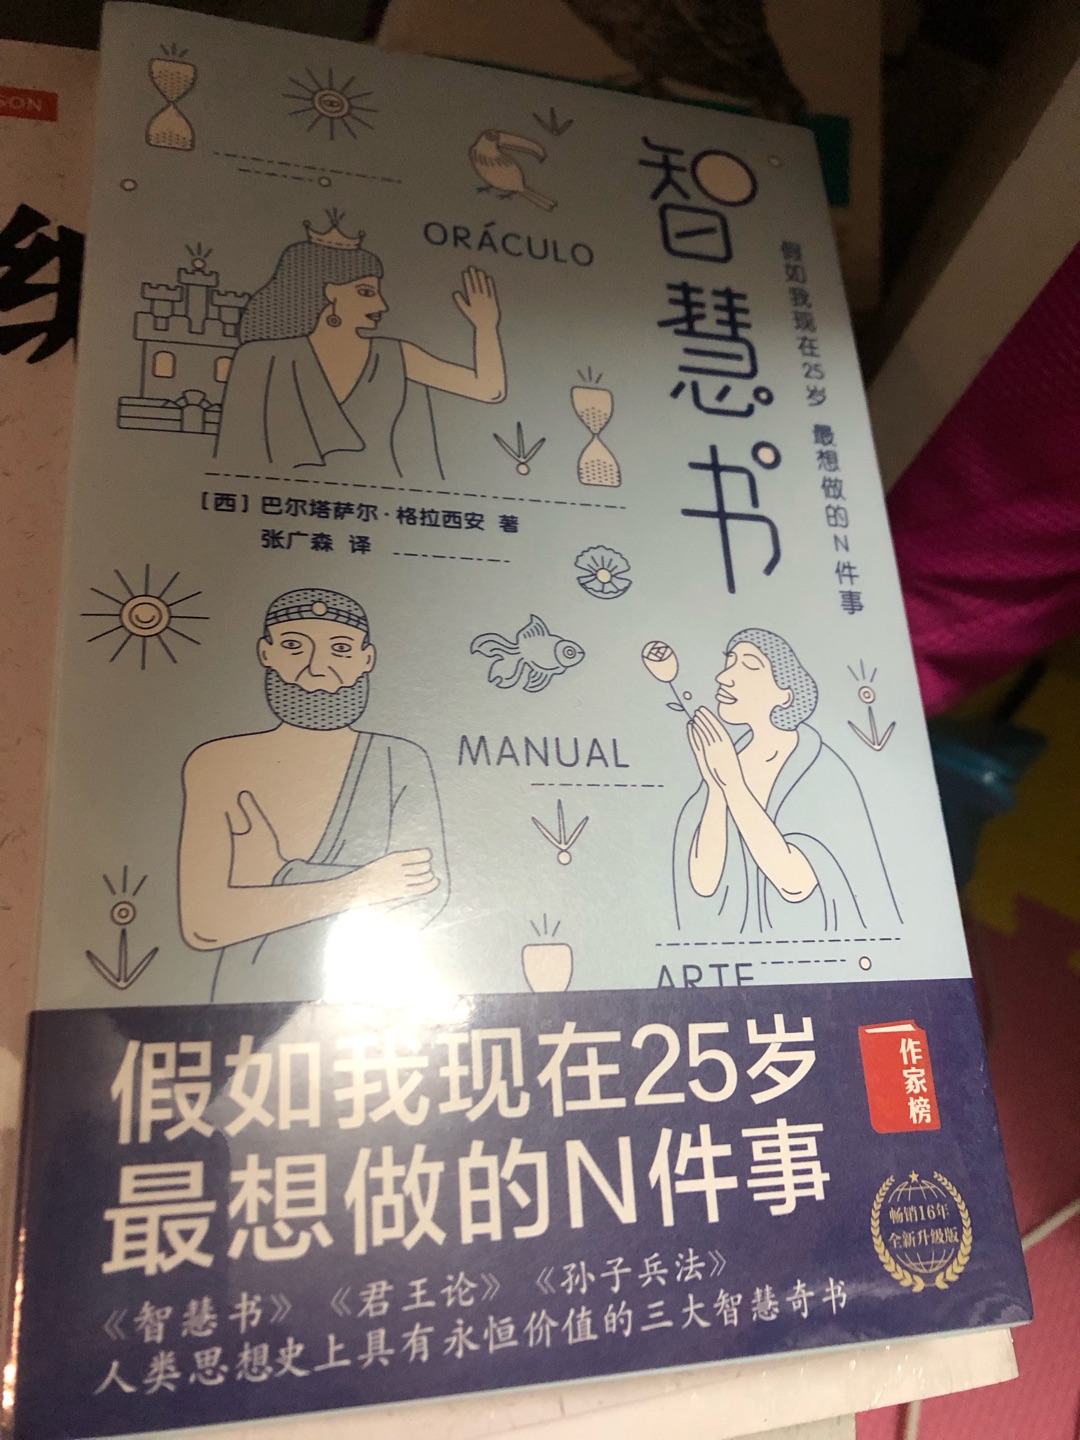 SON
ORÁCULO
智慧书
假如我现在25岁 最想做的N件事
[西] 巴尔塔萨尔·格拉西安 著
张广森 译
MANUAL
ARTE
假如我现在25岁
最想做的N件事
作家榜
畅销16年
全新升级版
《智慧书》《君王论》《孙子兵法》
人类思想史上具有永恒价值的三大智慧奇书